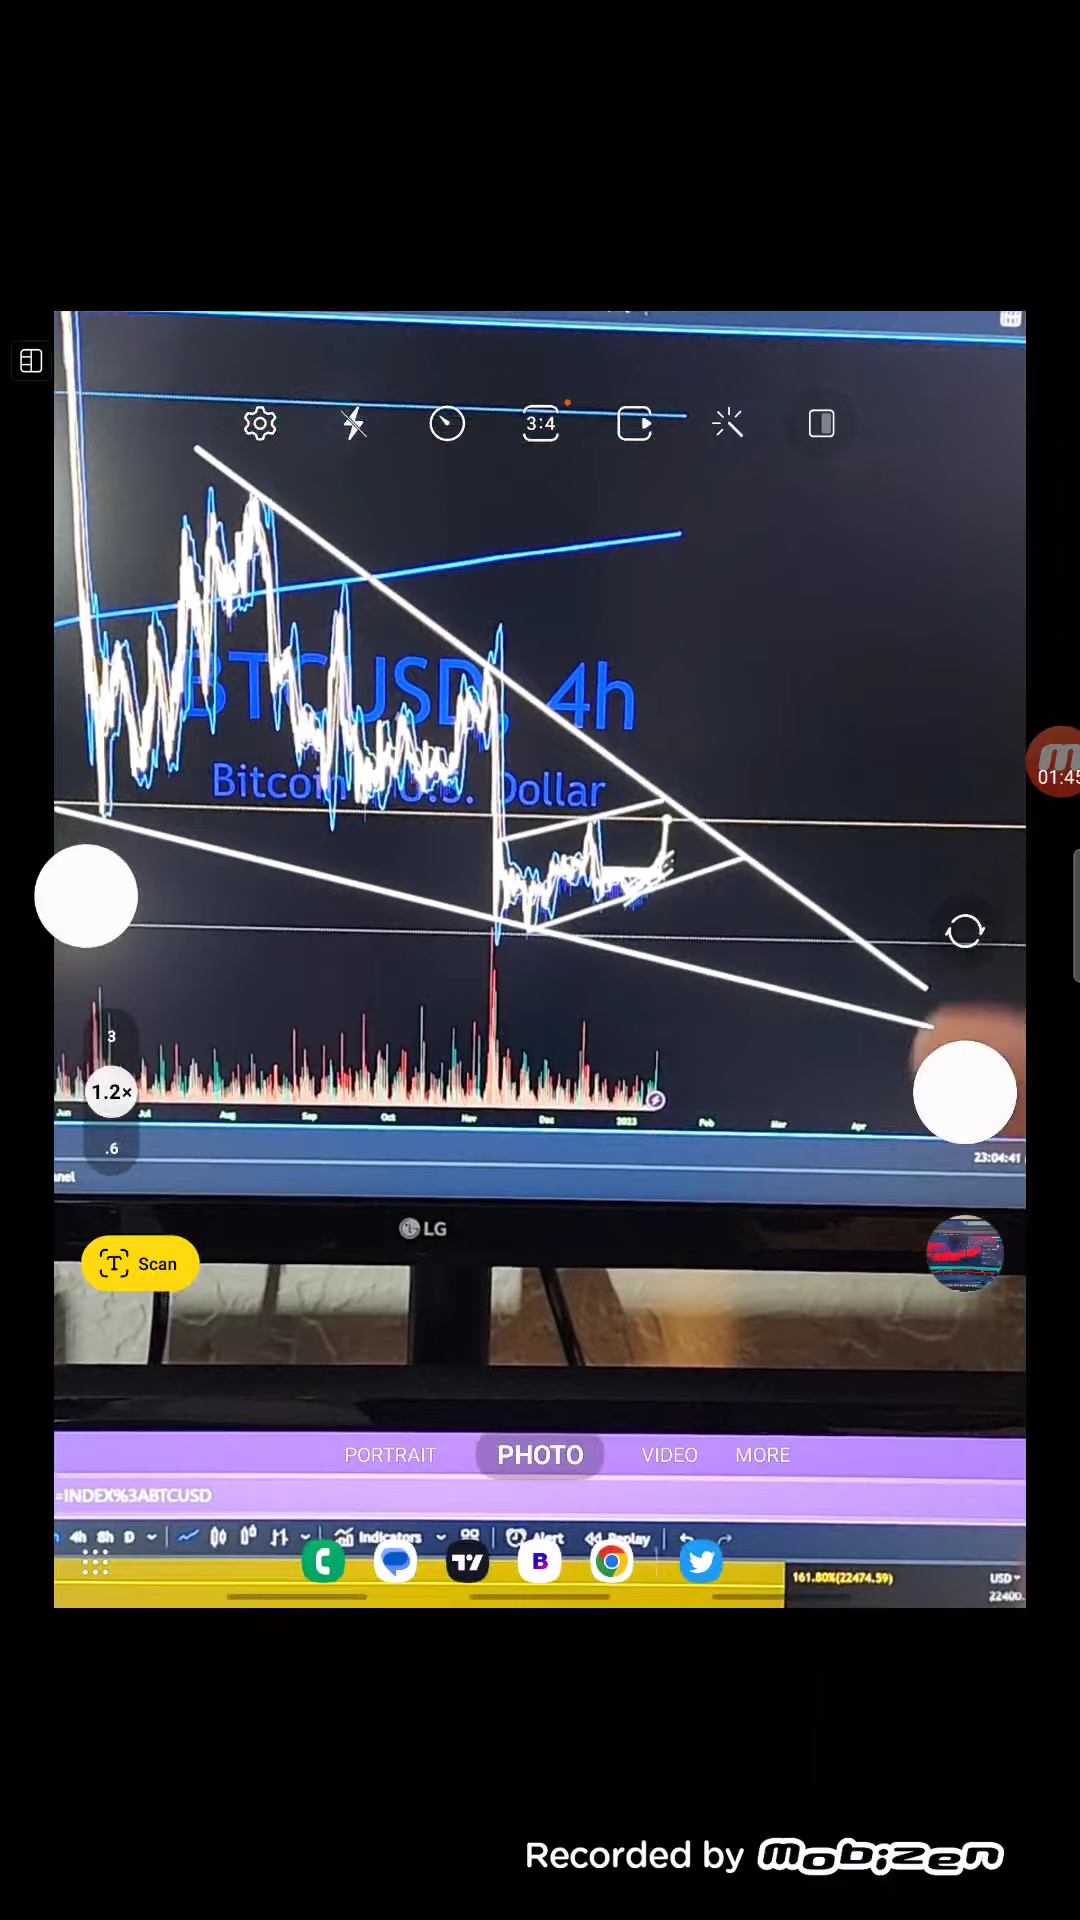 3:4
BTCUSD, 4h
Bitcoin / U.S. Dollar
01:45
3
1.2×
.6
Jun Jul Aug Sep Oct Nov Dec 2023 Feb Mar Apr
23:04:41
nel
LG
Scan
PORTRAIT PHOTO VIDEO MORE
=INDEX%3ABTCUSD
4h 8h D Indicators Alert Replay
161.80%(22474.59) USD
22400
Recorded by mobizen